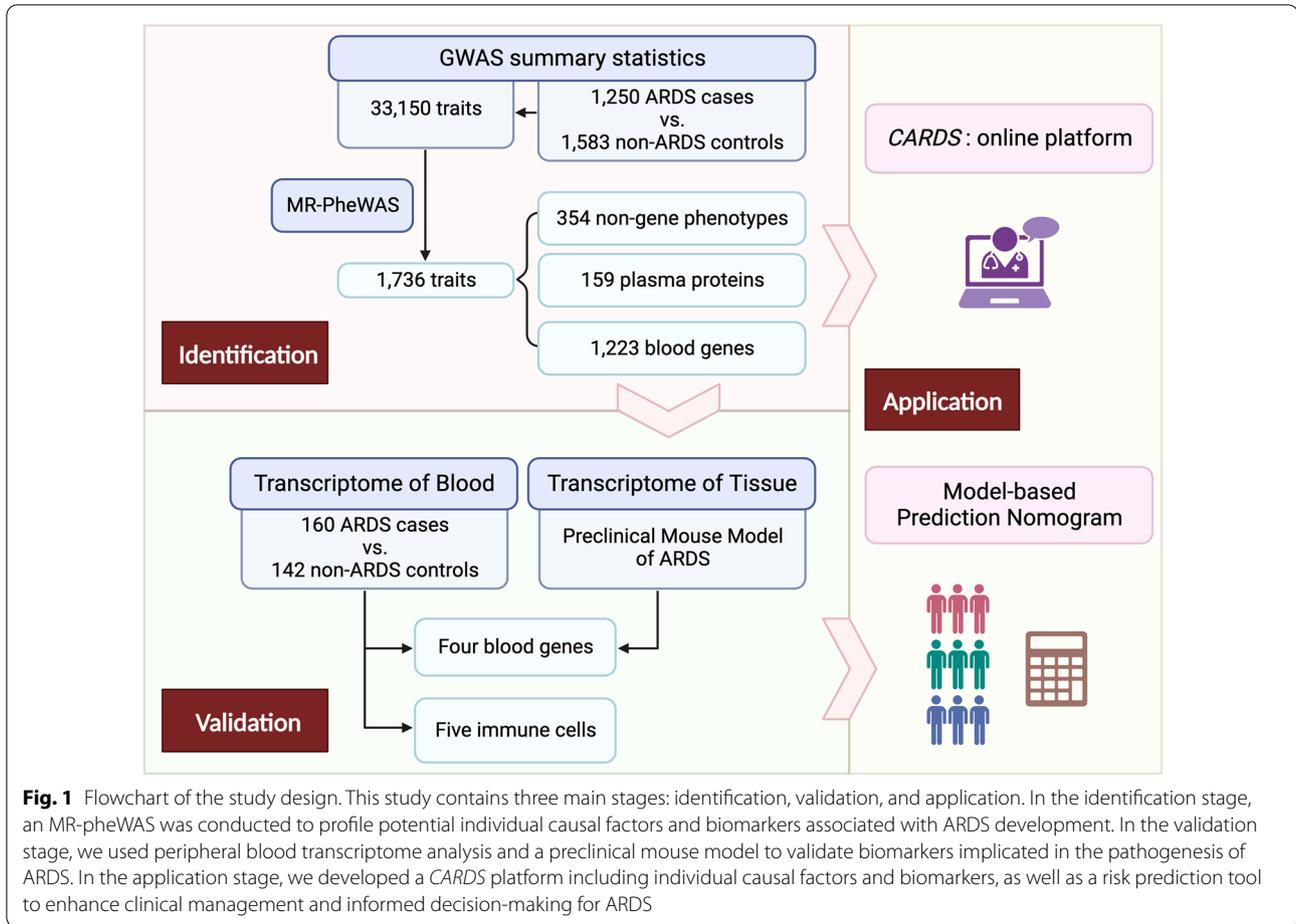 GWAS summary statistics
33,150 traits
1,250 ARDS cases
vs.
1,583 non-ARDS controls
MR-PheWAS
1,736 traits
354 non-gene phenotypes
159 plasma proteins
1,223 blood genes
Identification
CARDS : online platform
Application
Model-based
Prediction Nomogram
Transcriptome of Blood
160 ARDS cases
vs.
142 non-ARDS controls
Transcriptome of Tissue
Preclinical Mouse Model
of ARDS
Four blood genes
Five immune cells
Validation
Fig. 1 Flowchart of the study design. This study contains three main stages: identification, validation, and application. In the identification stage,
an MR-pheWAS was conducted to profile potential individual causal factors and biomarkers associated with ARDS development. In the validation
stage, we used peripheral blood transcriptome analysis and a preclinical mouse model to validate biomarkers implicated in the pathogenesis of
ARDS. In the application stage, we developed a CARDS platform including individual causal factors and biomarkers, as well as a risk prediction tool
to enhance clinical management and informed decision-making for ARDS